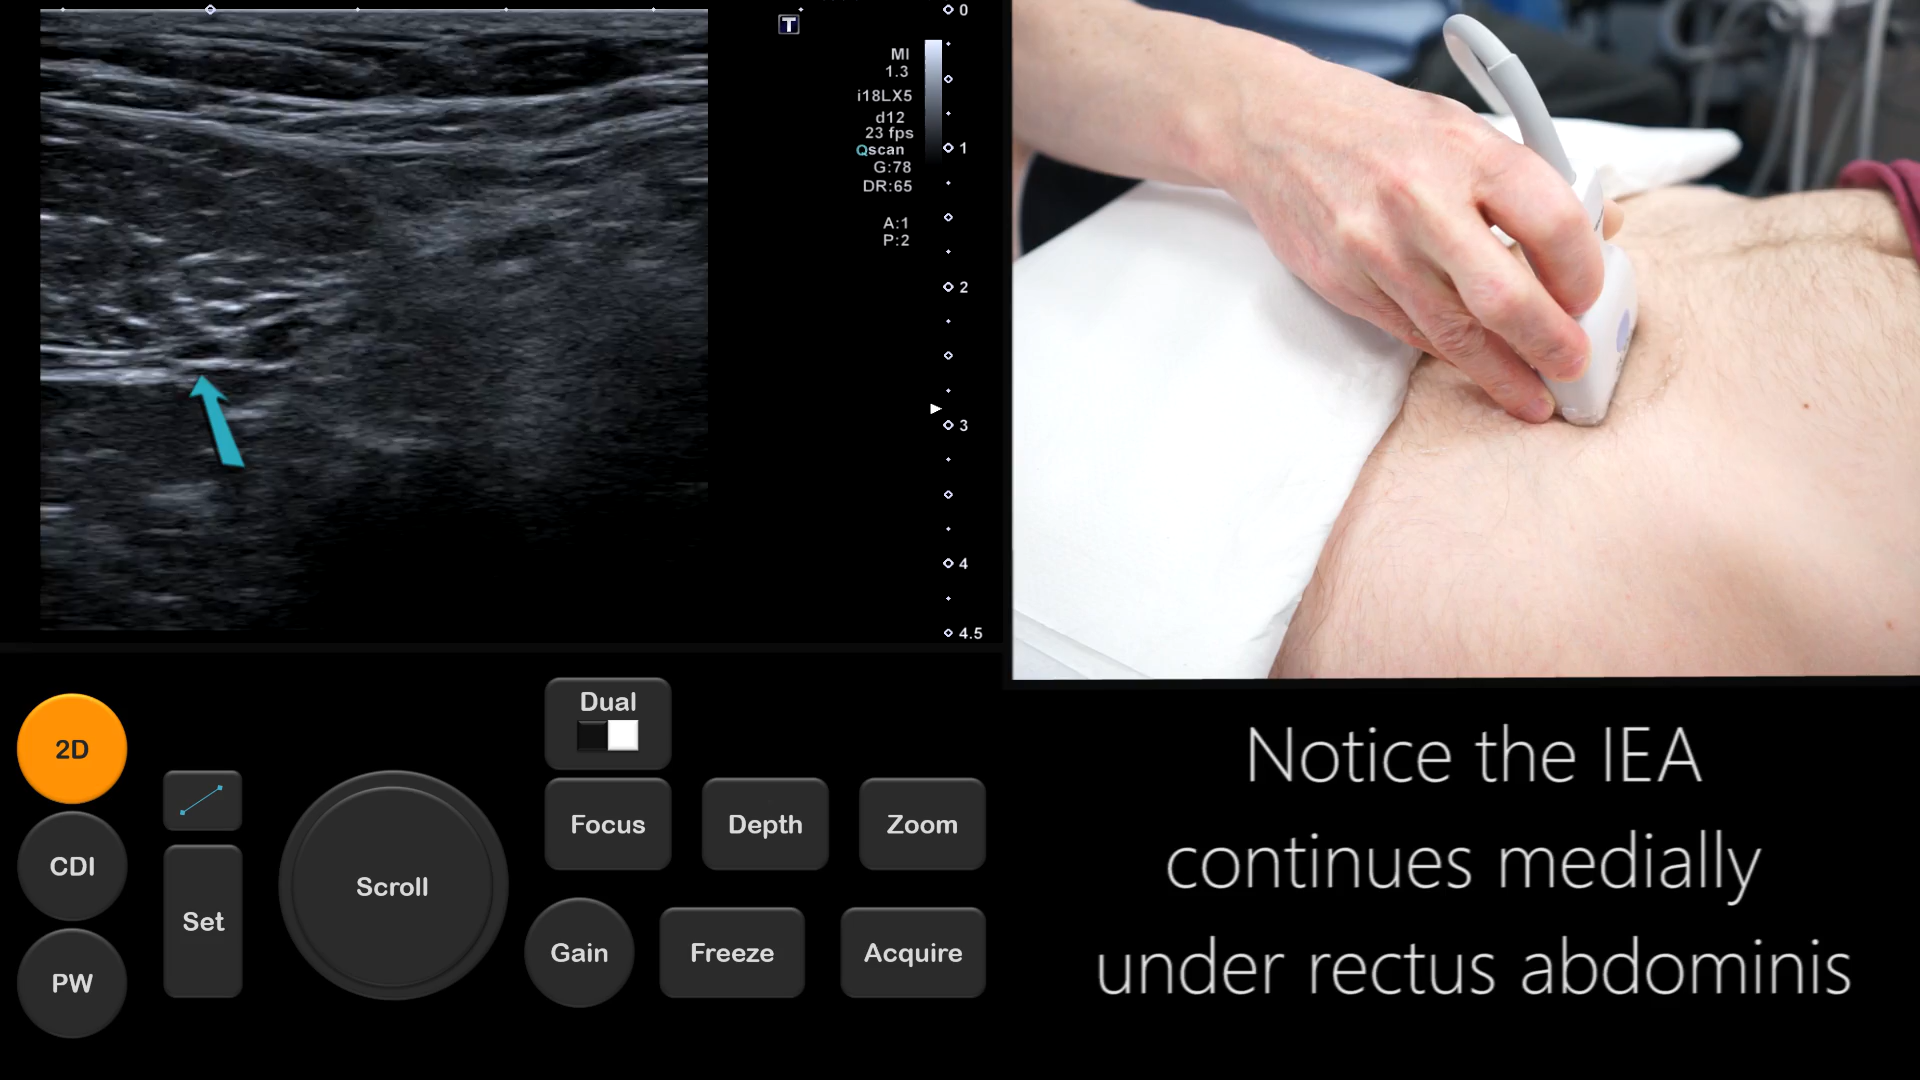 T
0
MI
1.3
i18LX5
d12
23 fps
Qscan
G:78
DR:65
A:1
P:2
1
2
3
4
4.5
2D
CDI
PW
Set
Scroll
Dual
Focus
Depth
Zoom
Gain
Freeze
Acquire
Notice the IEA
continues medially
under rectus abdominis